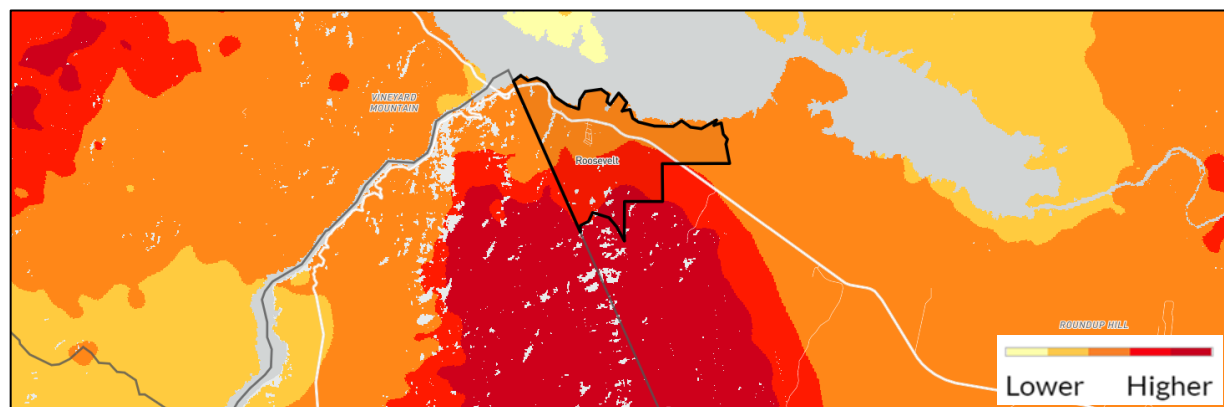 VINEYARD
MOUNTAIN
Roosevelt
ROUNDUP HILL
Lower Higher